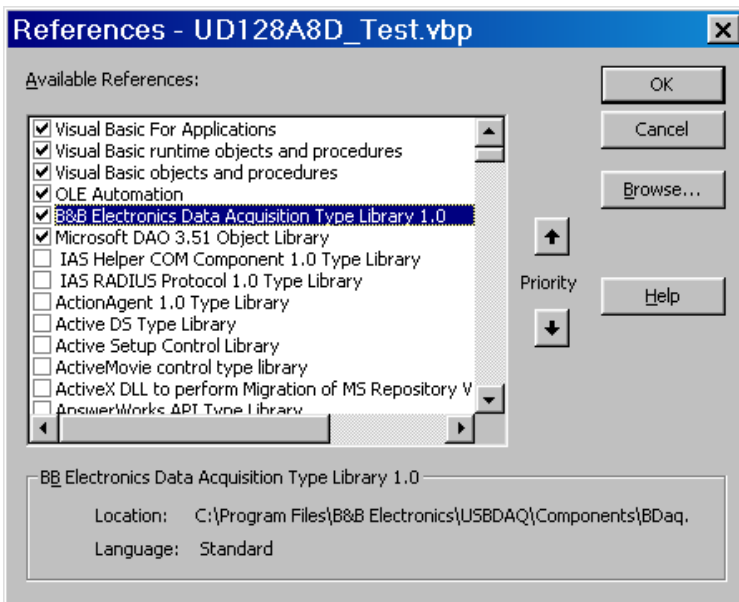 References - UD128A8D_Test.vbp
Available References:
OK
Cancel
Browse...
Help
Visual Basic For Applications
Visual Basic runtime objects and procedures
Visual Basic objects and procedures
OLE Automation
B&B Electronics Data Acquisition Type Library 1.0
Microsoft DAO 3.51 Object Library
IAS Helper COM Component 1.0 Type Library
IAS RADIUS Protocol 1.0 Type Library
ActionAgent 1.0 Type Library
Active DS Type Library
Active Setup Control Library
ActiveMovie control type library
ActiveX DLL to perform Migration of MS Repository V
AnswerWorks API Type Library
Priority
BB Electronics Data Acquisition Type Library 1.0
Location: C:\Program Files\B&B Electronics\USBDAQ\Components\BDaq.
Language: Standard